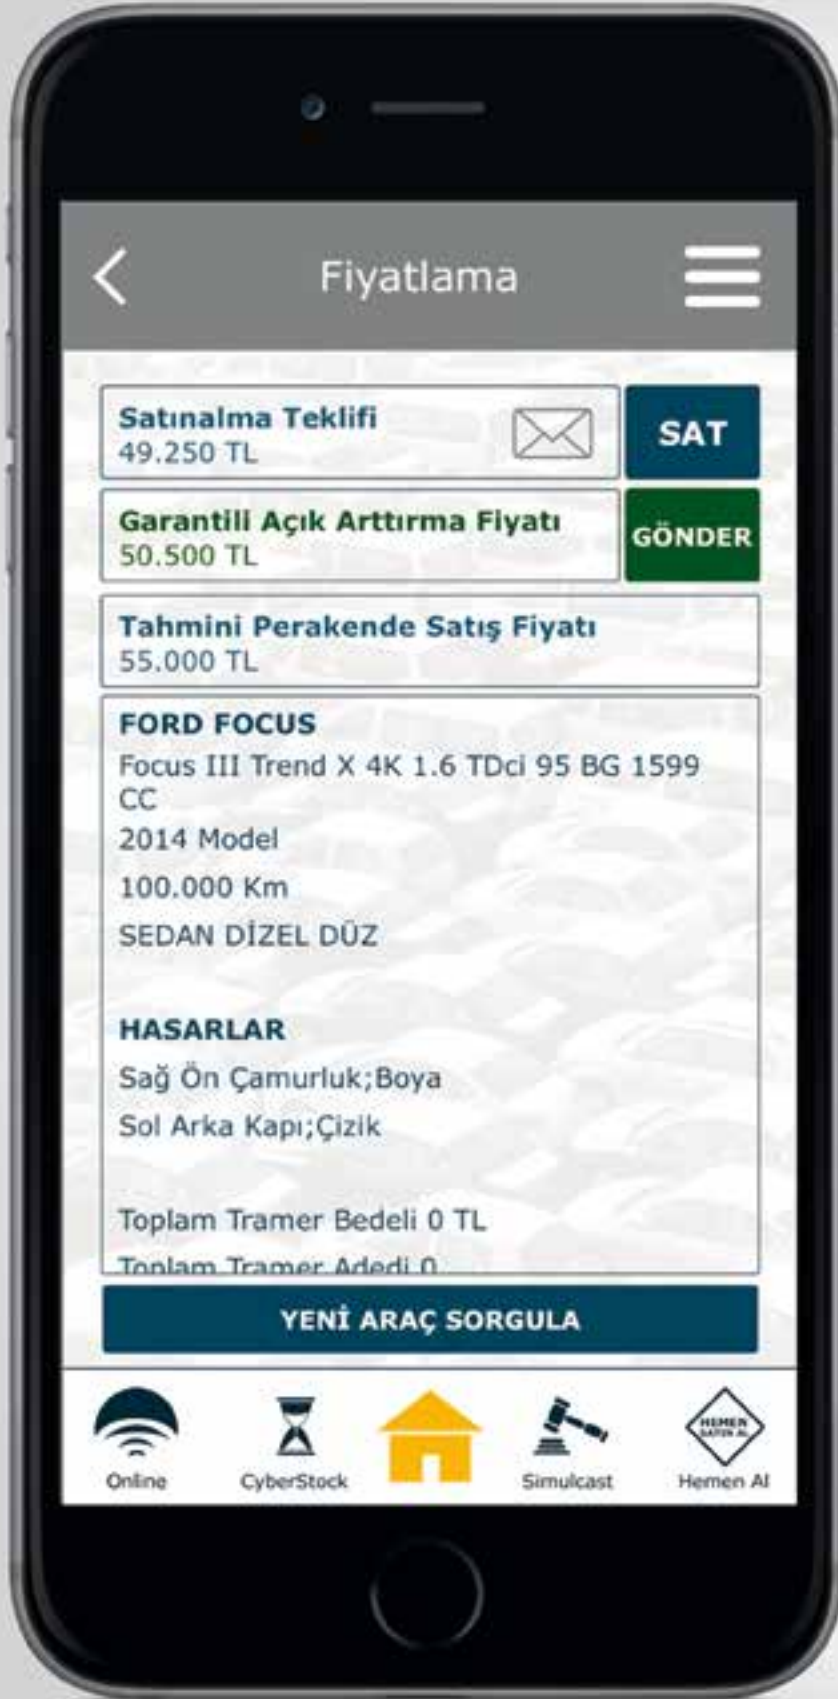 Fiyatlama
Satınalma Teklifi
49.250 TL
SAT
Garantili Açık Arttırma Fiyatı
50.500 TL
GÖNDER
Tahmini Perakende Satış Fiyatı
55.000 TL
FORD FOCUS
Focus III Trend X 4K 1.6 TDci 95 BG 1599
CC
2014 Model
100.000 Km
SEDAN DİZEL DÜZ
HASARLAR
Sağ Ön Çamurluk;Boya
Sol Arka Kapı;Çizik
Toplam Tramer Bedeli 0 TL
Toplam Tramer Adedi 0
YENİ ARAÇ SORGULA
Online
CyberStock
Simulcast
HEMEN
SATIN AL
Hemen Al